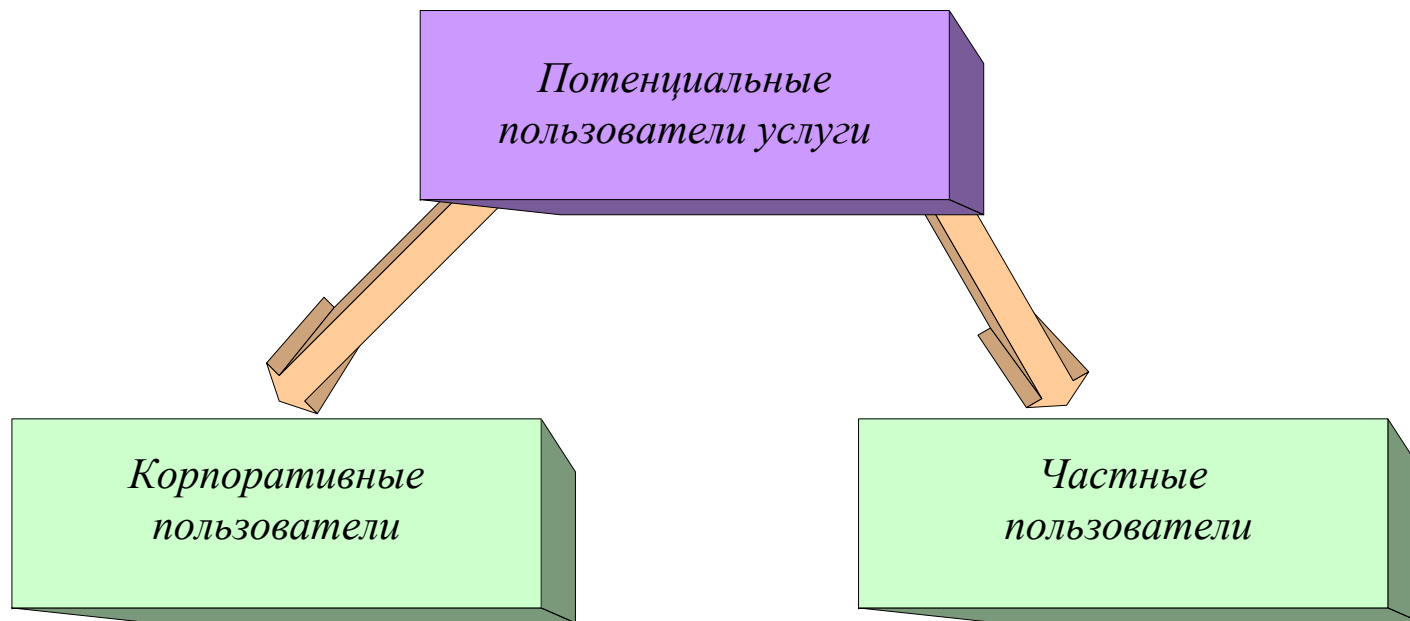 Потенциальные
пользователи услуги
Корпоративные
пользователи
Частные
пользователи